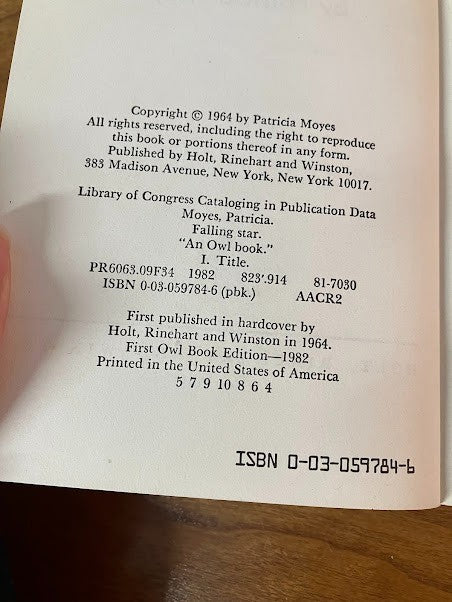 Copyright © 1964 by Patricia Moyes
All rights reserved, including the right to reproduce
this book or portions thereof in any form.
Published by Holt, Rinehart and Winston,
383 Madison Avenue, New York, New York 10017.
Library of Congress Cataloging in Publication Data
Moyes, Patricia.
Falling star.
"An Owl book."
I. Title.
PR6063.09F34 1982 823'.914 81-7030
ISBN 0-03-059784-6 (pbk.) AACR2
First published in hardcover by
Holt, Rinehart and Winston in 1964.
First Owl Book Edition—1982
Printed in the United States of America
5 7 9 10 8 6 4
ISBN 0-03-059784-6